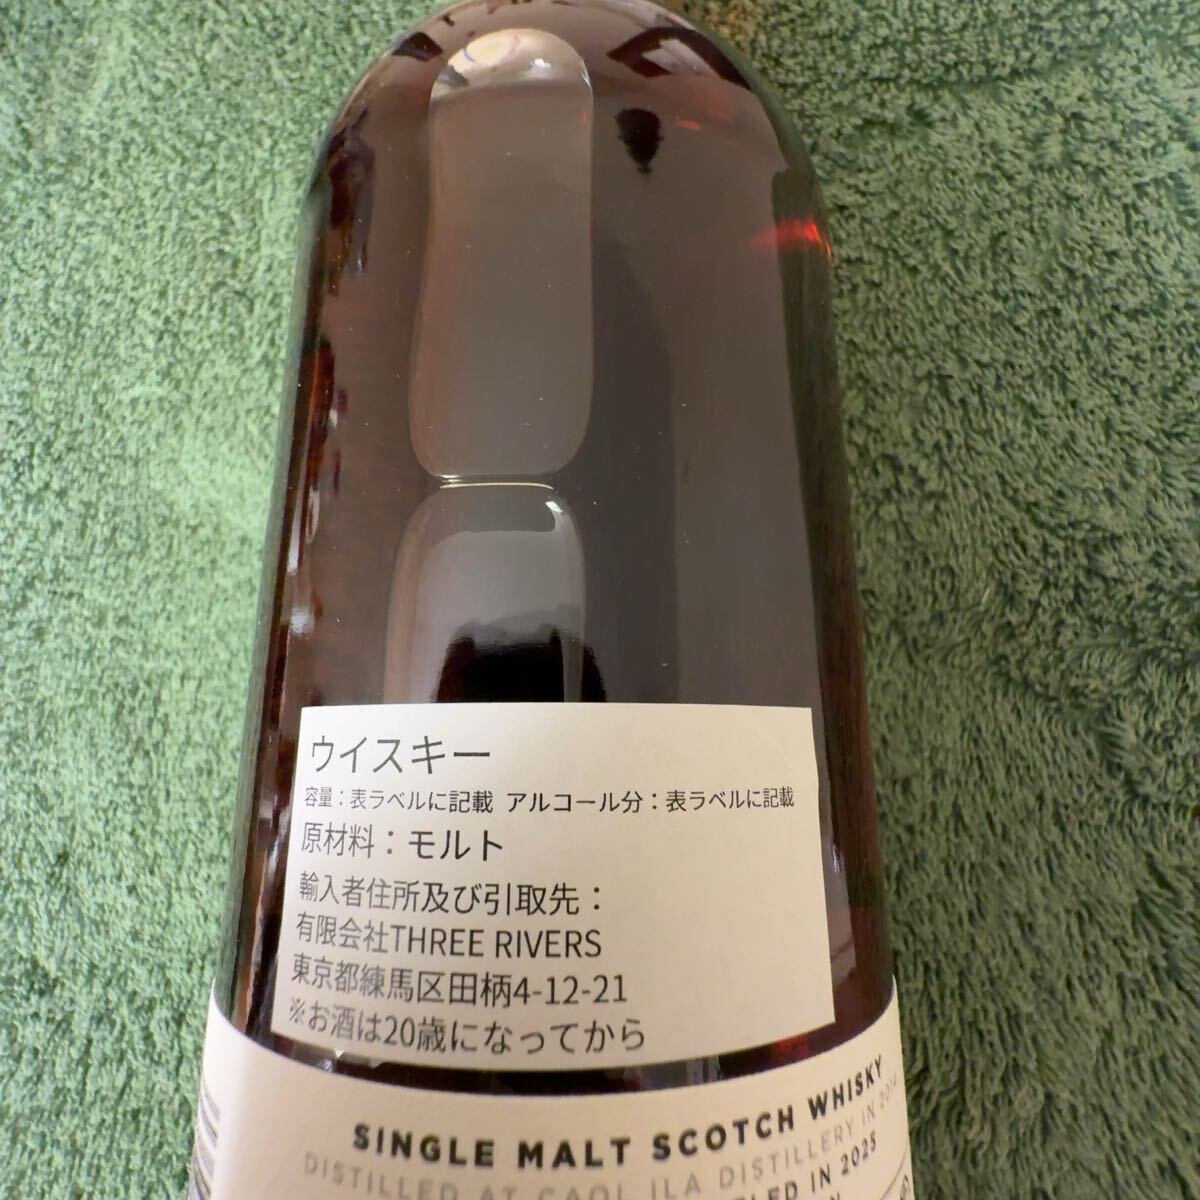 ウイスキー
容量：表ラベルに記載 アルコール分：表ラベルに記載
原材料：モルト
輸入者住所及び引取先：
有限会社THREE RIVERS
東京都練馬区田柄4-12-21
※お酒は20歳になってから
SINGLE MALT SCOTCH WHISKY
DISTILLED AT CAOL ILA DISTILLERY IN 2014
IN 2025